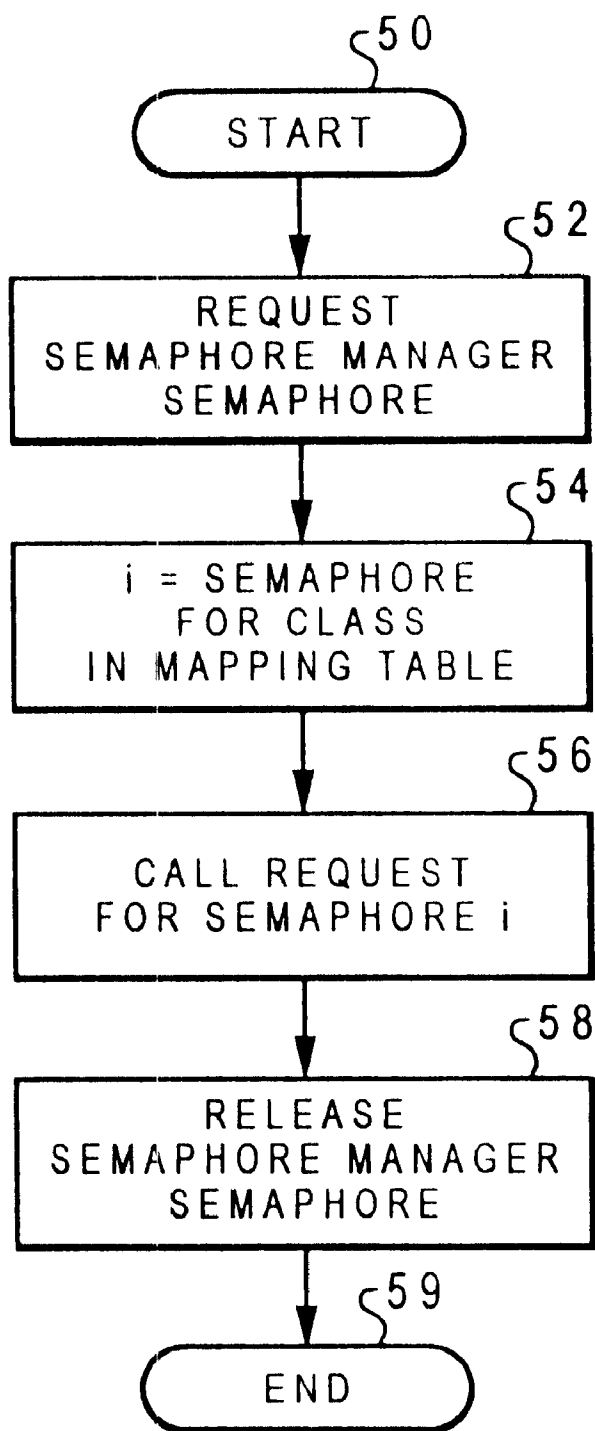 50
START
52
REQUEST
SEMAPHORE MANAGER
SEMAPHORE
54
i = SEMAPHORE
FOR CLASS
IN MAPPING TABLE
56
CALL REQUEST
FOR SEMAPHORE i
58
RELEASE
SEMAPHORE MANAGER
SEMAPHORE
59
END